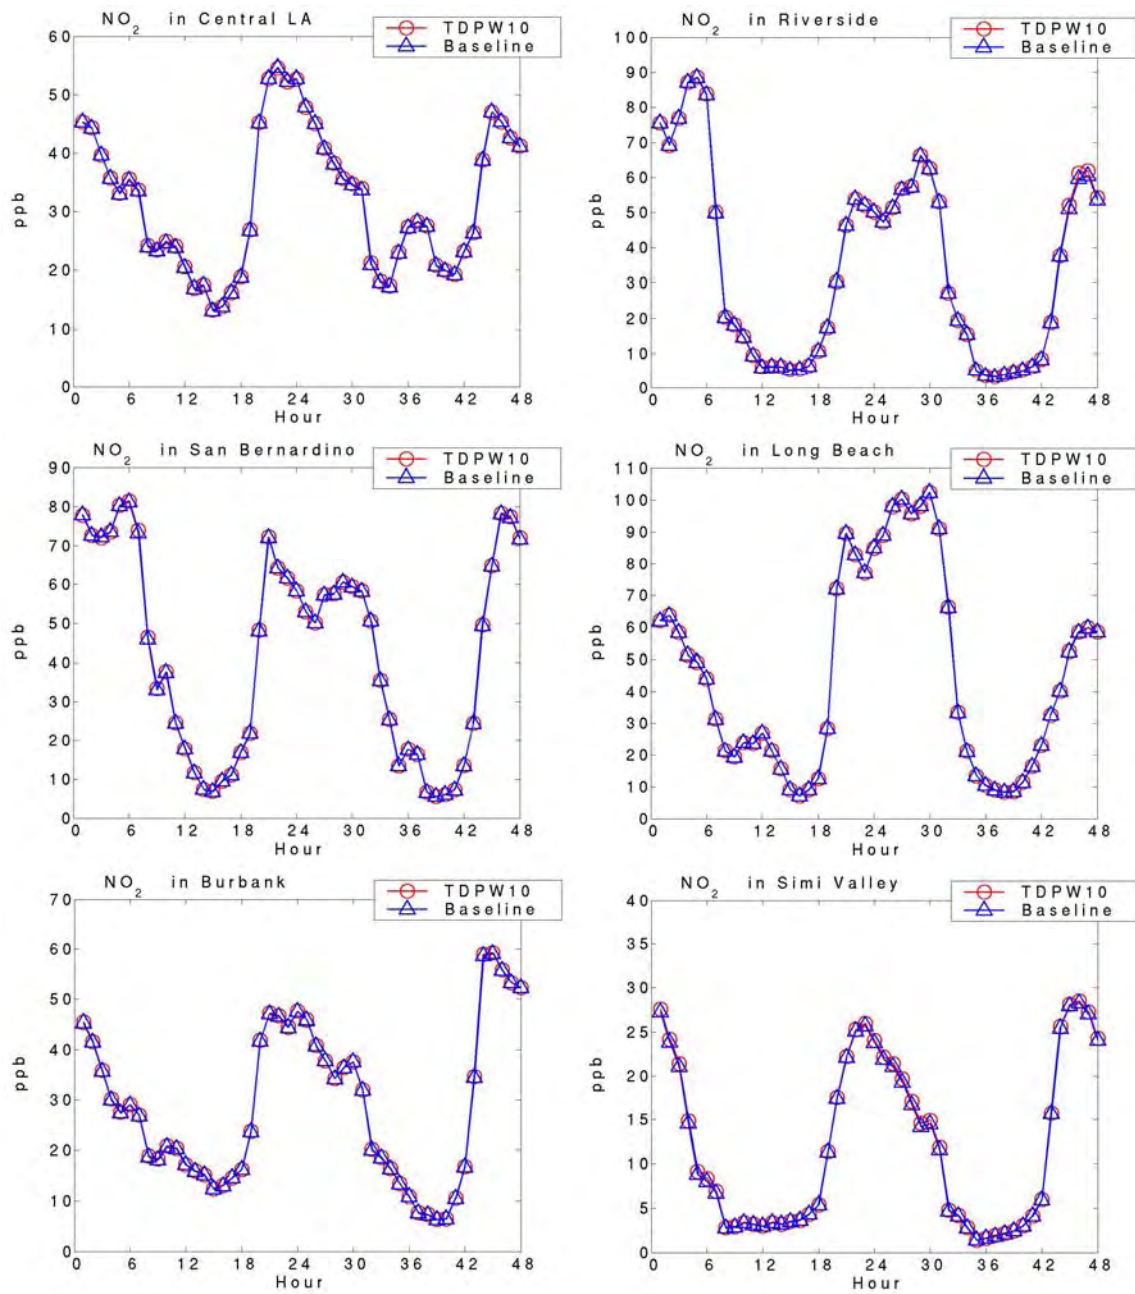 NO2 in Central LA
TDPW10
Baseline
ppb
60
50
40
30
20
10
0
0 6 12 18 24 30 36 42 48
Hour
ppb
NO2 in Riverside
TDPW10
Baseline
100
90
80
70
60
50
40
30
20
10
0
0 6 12 18 24 30 36 42 48
Hour
ppb
NO2 in San Bernardino
TDPW10
Baseline
90
80
70
60
50
40
30
20
10
0
0 6 12 18 24 30 36 42 48
Hour
ppb
NO2 in Long Beach
TDPW10
Baseline
110
100
90
80
70
60
50
40
30
20
10
0
0 6 12 18 24 30 36 42 48
Hour
ppb
NO2 in Burbank
TDPW10
Baseline
70
60
50
40
30
20
10
0
0 6 12 18 24 30 36 42 48
Hour
ppb
NO2 in Simi Valley
TDPW10
Baseline
40
35
30
25
20
15
10
5
0
0 6 12 18 24 30 36 42 48
Hour
ppb